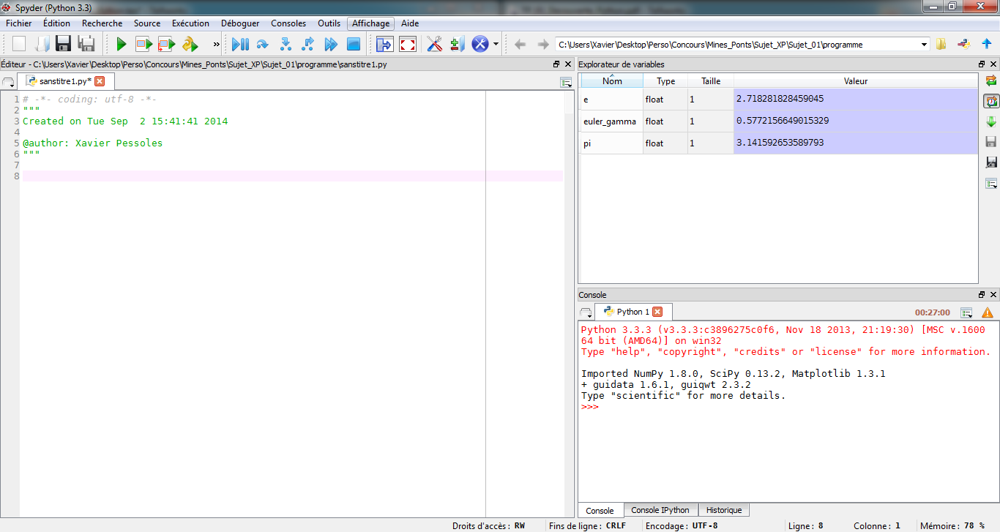 Spyder (Python 3.3)
Fichier Édition Recherche Source Exécution Déboguer Consoles Outils Affichage Aide
» C:\Users\Xavier\Desktop\Perso\Concours\Mines_Ponts\Sujet_XP\Sujet_01\programme
Éditeur - C:\Users\Xavier\Desktop\Perso\Concours\Mines_Ponts\Sujet_XP\Sujet_01\programme\sanstitre1.py
sanstitre1.py*
1 # -*- coding: utf-8 -*-
2 """
3 Created on Tue Sep  2 15:41:41 2014
4
5 @author: Xavier Pessoles
6 """
7
8
Explorateur de variables
Nom Type Taille Valeur
e float 1 2.718281828459045
euler_gamma float 1 0.5772156649015329
pi float 1 3.141592653589793
Console
Python 1 00:27:00
Python 3.3.3 (v3.3.3:c3896275c0f6, Nov 18 2013, 21:19:30) [MSC v.1600
64 bit (AMD64)] on win32
Type "help", "copyright", "credits" or "license" for more information.
Imported NumPy 1.8.0, SciPy 0.13.2, Matplotlib 1.3.1
+ guidata 1.6.1, guiqwt 2.3.2
Type "scientific" for more details.
>>>
Console Console IPython Historique
Droits d'accès : RW Fins de ligne : CRLF Encodage : UTF-8 Ligne : 8 Colonne : 1 Mémoire : 78 %